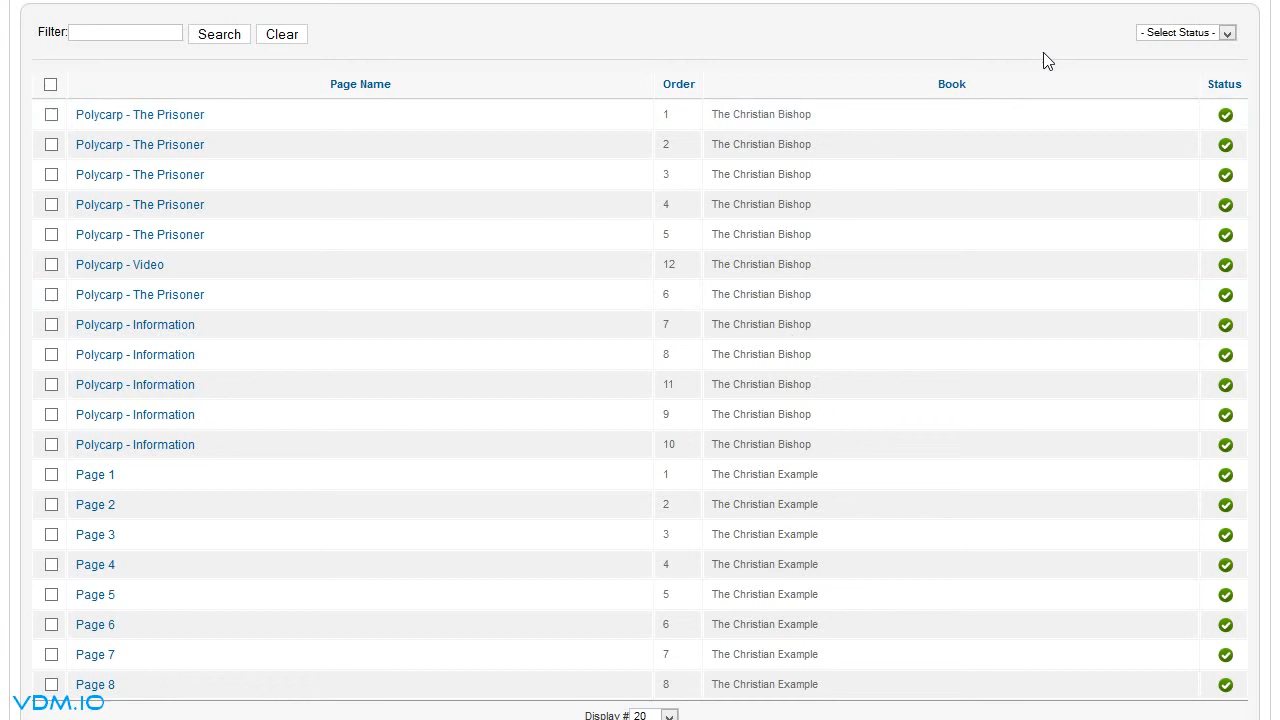 Filter: Search Clear - Select Status -
Page Name Order Book Status
Polycarp - The Prisoner 1 The Christian Bishop
Polycarp - The Prisoner 2 The Christian Bishop
Polycarp - The Prisoner 3 The Christian Bishop
Polycarp - The Prisoner 4 The Christian Bishop
Polycarp - The Prisoner 5 The Christian Bishop
Polycarp - Video 12 The Christian Bishop
Polycarp - The Prisoner 6 The Christian Bishop
Polycarp - Information 7 The Christian Bishop
Polycarp - Information 8 The Christian Bishop
Polycarp - Information 11 The Christian Bishop
Polycarp - Information 9 The Christian Bishop
Polycarp - Information 10 The Christian Bishop
Page 1 1 The Christian Example
Page 2 2 The Christian Example
Page 3 3 The Christian Example
Page 4 4 The Christian Example
Page 5 5 The Christian Example
Page 6 6 The Christian Example
Page 7 7 The Christian Example
Page 8 8 The Christian Example
VDM.IO
Display # 20